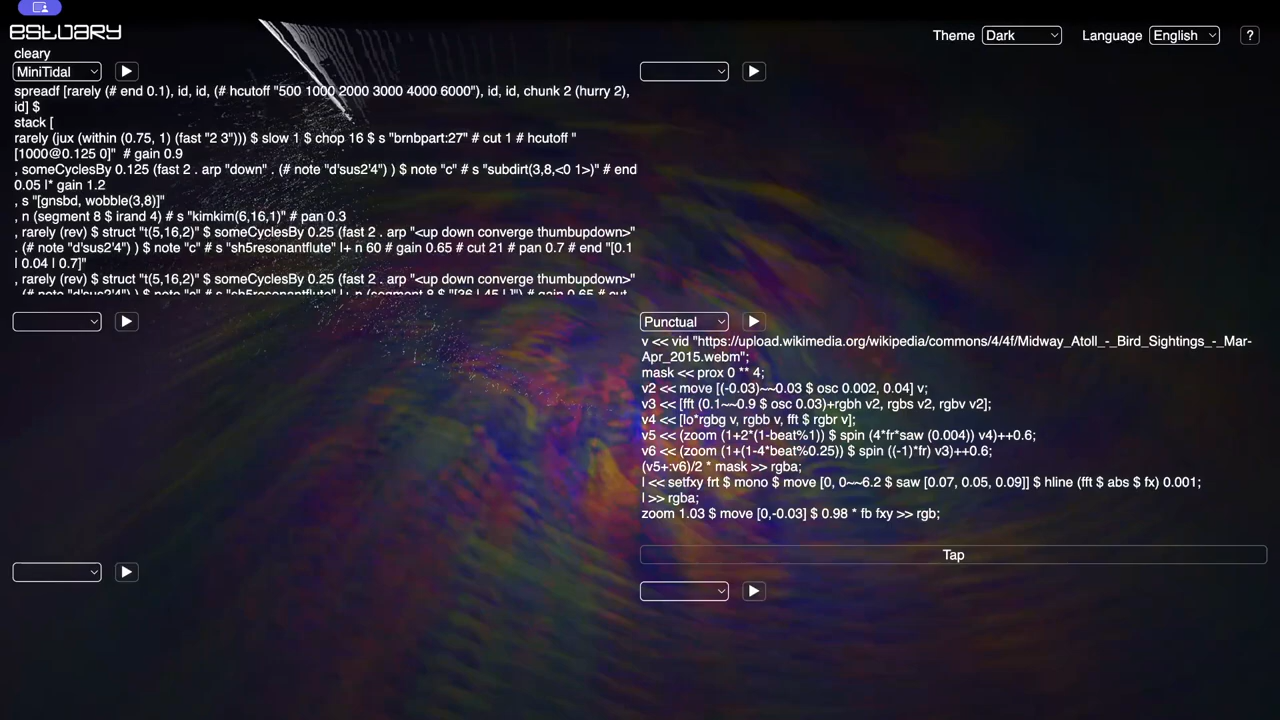 ESTUARY
Theme Dark Language English ?
cleary
MiniTidal
spreadf [rarely (# end 0.1), id, id, (# hcutoff "500 1000 2000 3000 4000 6000"), id, id, chunk 2 (hurry 2),
id] $
stack [
rarely (jux (within (0.75, 1) (fast "2 3"))) $ slow 1 $ chop 16 $ s "brnbpart:27" # cut 1 # hcutoff "
[1000@0.125 0]" # gain 0.9
, someCyclesBy 0.125 (fast 2 . arp "down" . (# note "d'sus2'4") ) $ note "c" # s "subdirt(3,8,<0 1>)" # end
0.05 |* gain 1.2
, s "[gnsbd, wobble(3,8)]"
, n (segment 8 $ irand 4) # s "kimkim(6,16,1)" # pan 0.3
, rarely (rev) $ struct "t(5,16,2)" $ someCyclesBy 0.25 (fast 2 . arp "<up down converge thumbupdown>"
. (# note "d'sus2'4") ) $ note "c" # s "sh5resonantflute" |+ n 60 # gain 0.65 # cut 21 # pan 0.7 # end "[0.1
| 0.04 | 0.7]"
, rarely (rev) $ struct "t(5,16,2)" $ someCyclesBy 0.25 (fast 2 . arp "<up down converge thumbupdown>"
. (# note "d'sus2'4") ) $ note "c" # s "sh5resonantflute" |+ n (segment 8 $ "[36 | 45 | ]") # gain 0.65 # cut
Punctual
v << vid "https://upload.wikimedia.org/wikipedia/commons/4/4f/Midway_Atoll_-_Bird_Sightings_-_Mar-
Apr_2015.webm";
mask << prox 0 ** 4;
v2 << move [(-0.03)~~0.03 $ osc 0.002, 0.04] v;
v3 << [fft (0.1~~0.9 $ osc 0.03)+rgbh v2, rgbs v2, rgbv v2];
v4 << [lo*rgbg v, rgbb v, fft $ rgbr v];
v5 << (zoom (1+2*(1-beat%1)) $ spin (4*fr*saw (0.004)) v4)++0.6;
v6 << (zoom (1+(1-4*beat%0.25)) $ spin ((-1)*fr) v3)++0.6;
(v5+:v6)/2 * mask >> rgba;
l << setfxy frt $ mono $ move [0, 0~~6.2 $ saw [0.07, 0.05, 0.09]] $ hline (fft $ abs $ fx) 0.001;
l >> rgba;
zoom 1.03 $ move [0,-0.03] $ 0.98 * fb fxy >> rgb;
Tap